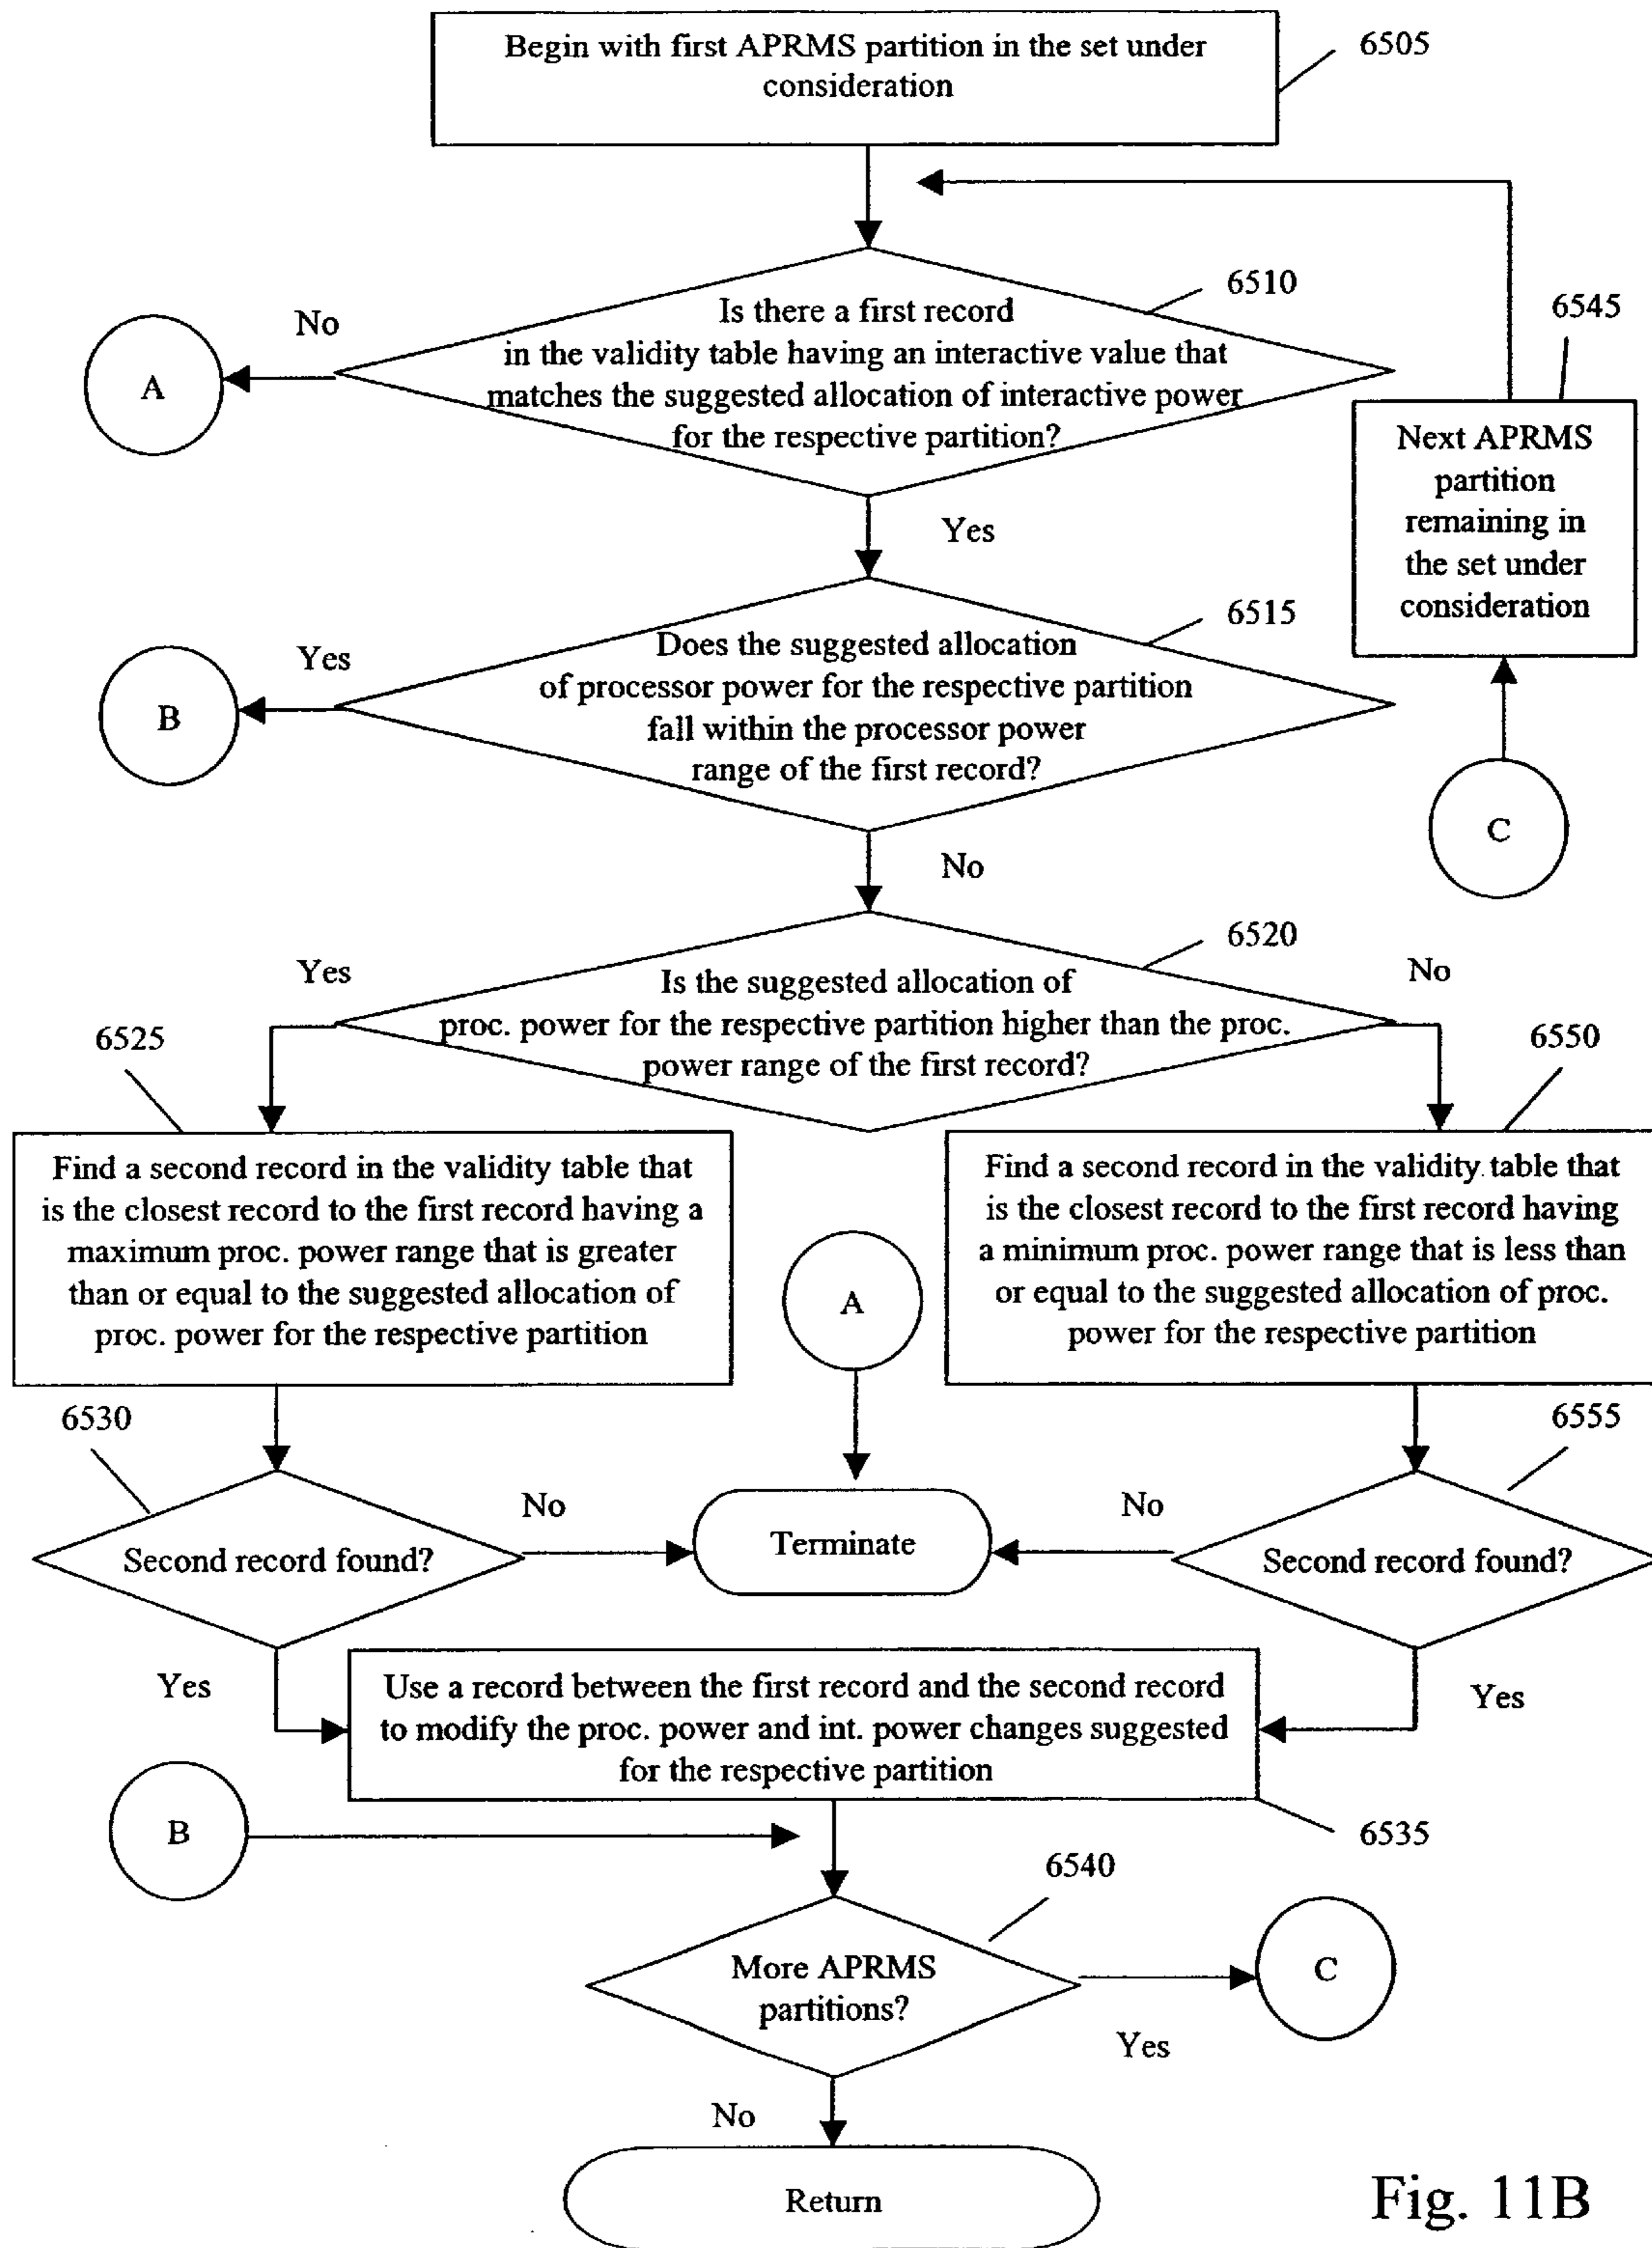 Begin with first APRMS partition in the set under
consideration
6505
6510
Is there a first record
in the validity table having an interactive value that
matches the suggested allocation of interactive power
for the respective partition?
No
A
6545
Next APRMS
partition
remaining in
the set under
consideration
Yes
6515
Does the suggested allocation
of processor power for the respective partition
fall within the processor power
range of the first record?
Yes
B
C
No
6520
Is the suggested allocation of
proc. power for the respective partition higher than the proc.
power range of the first record?
Yes
No
6525
6550
Find a second record in the validity table that
is the closest record to the first record having a
maximum proc. power range that is greater
than or equal to the suggested allocation of
proc. power for the respective partition
A
Find a second record in the validity table that
is the closest record to the first record having
a minimum proc. power range that is less than
or equal to the suggested allocation of proc.
power for the respective partition
6530
6555
Second record found?
No
Terminate
No
Second record found?
Yes
Use a record between the first record and the second record
to modify the proc. power and int. power changes suggested
for the respective partition
Yes
B
6535
6540
More APRMS
partitions?
C
Yes
No
Return
Fig. 11B